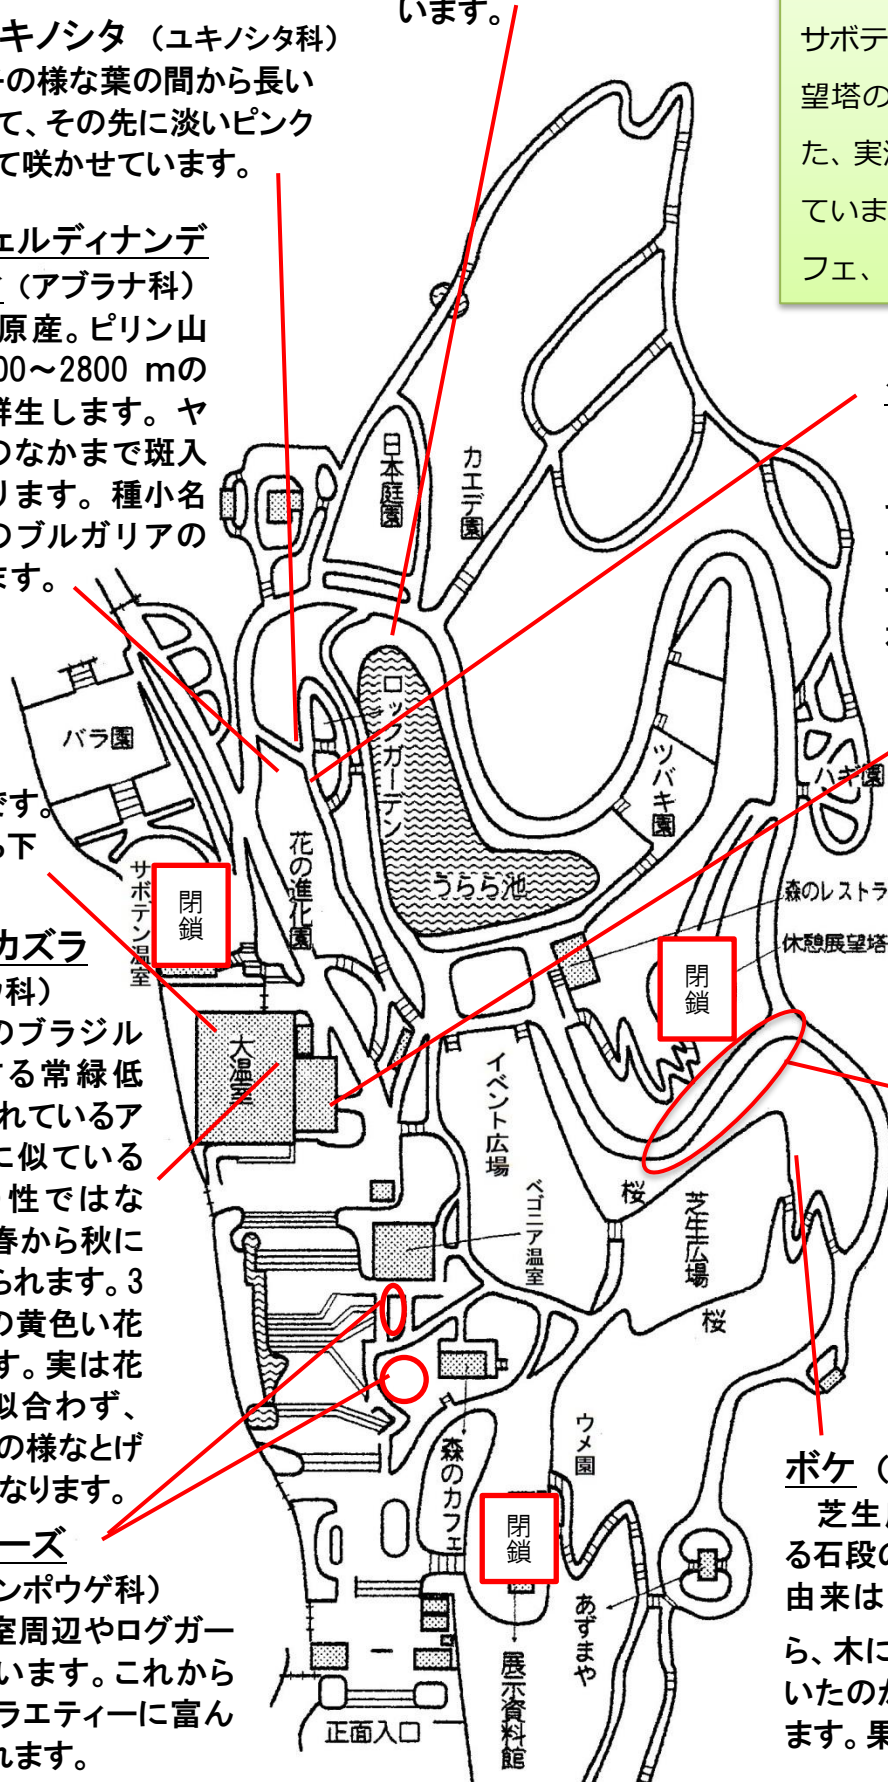 います。
キノシタ (ユキノシタ科)
の様な葉の間から長い
て、その先に淡いピンク
て咲かせています。
サボテ
望塔の
た、実
ていま
フェ、
ェルディナンデ
(アブラナ科)
原産。ピリン山
00～2800 mの
群生します。ヤ
のなかまで斑入
ります。種小名
のブルガリアの
ます。
日本庭園
カエデ園
バラ園
ロックガーデン
うらら池
ツバキ園
ハギ園
花の進化園
サボテン温室
閉鎖
森のレストラ
休憩展望塔
閉鎖
です。
ら下
カズラ
科)
のブラジル
する常緑低
れているア
に似ている
性ではな
春から秋に
られます。3
の黄色い花
す。実は花
似合わず、
の様なとげ
なります。
大温室
イベント広場
ベゴニア温室
桜
芝生広場
桜
ウメ園
森のカフェ
閉鎖
あずまや
展示資料館
正面入口
ーズ
ンポウゲ科)
室周辺やログガー
います。これから
ラエティーに富ん
れます。
ボケ (
芝生
る石段の
由来は
ら、木に
いたのか
ます。果